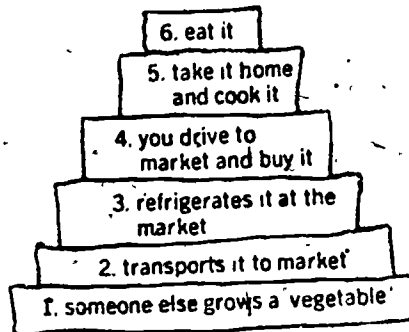 6. eat it
5. take it home
and cook it
4. you drive to
market and buy it
3. refrigerates it at the
market
2. transports it to market
1. someone else grows a vegetable